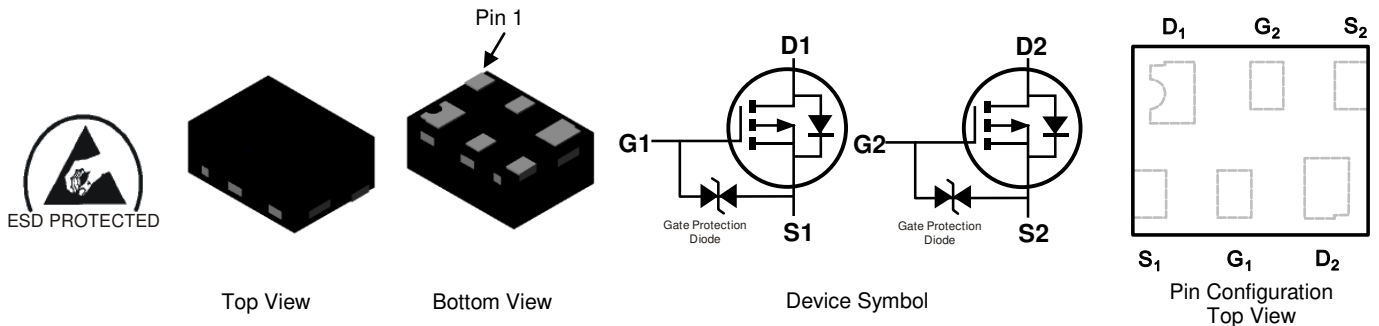 Pin 1
ESD PROTECTED
Top View
Bottom View
D1
G1
S1
Gate Protection
Diode
D2
G2
S2
Gate Protection
Diode
Device Symbol
D1 G2 S2
S1 G1 D2
Pin Configuration
Top View